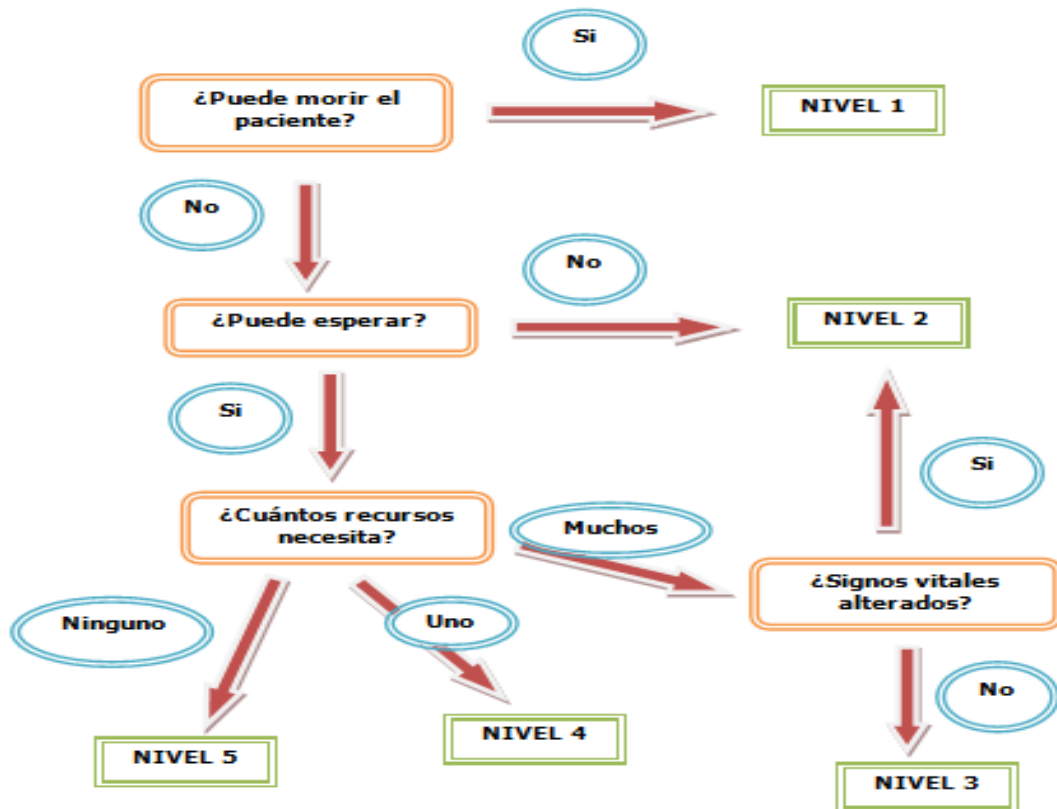 Si
¿Puede morir el
paciente?
NIVEL 1
No
No
¿Puede esperar?
NIVEL 2
Si
Si
¿Cuántos recursos
necesita?
Muchos
¿Signos vitales
alterados?
Ninguno
Uno
No
NIVEL 5
NIVEL 4
NIVEL 3